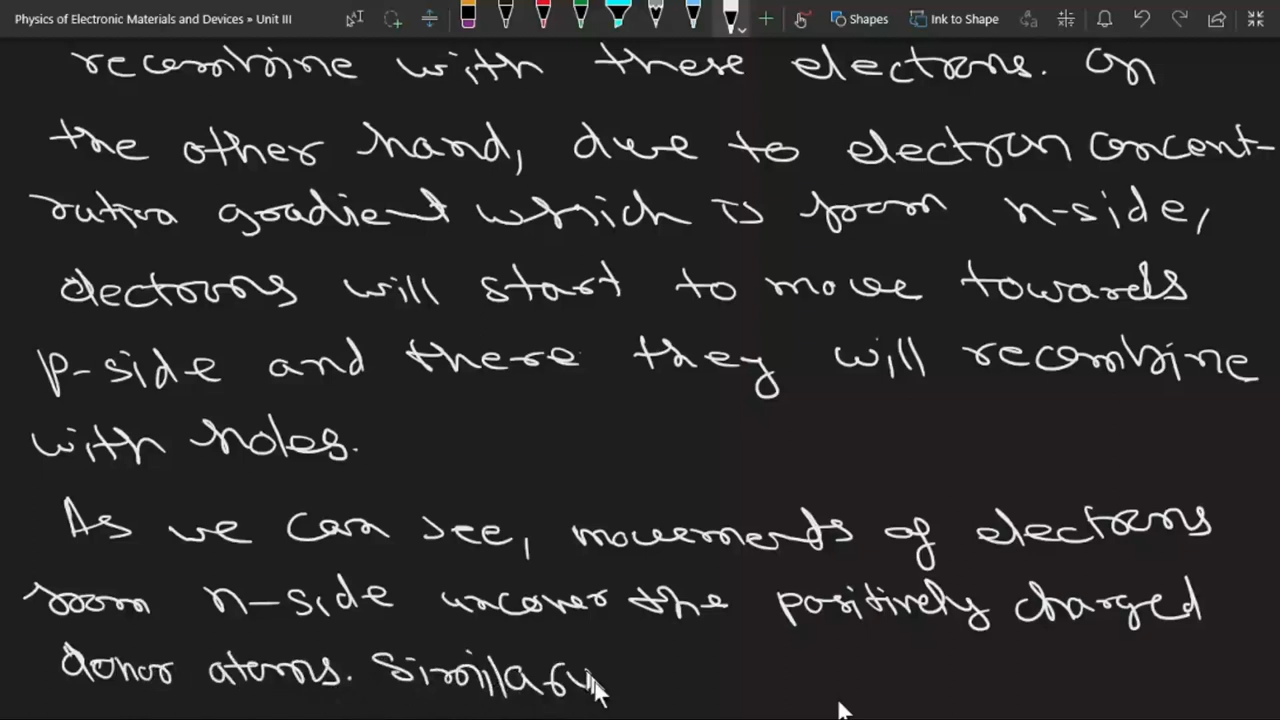 Physics of Electronic Materials and Devices » Unit III
Shapes
Ink to Shape
recombine with these electrons. On
the other hand, due to electron concent-
ration gradient which is from n-side,
electrons will start to move towards
p-side and there they will recombine
with holes.
As we can see, movements of electrons
from n-side uncover the positively charged
donor atoms. Similary